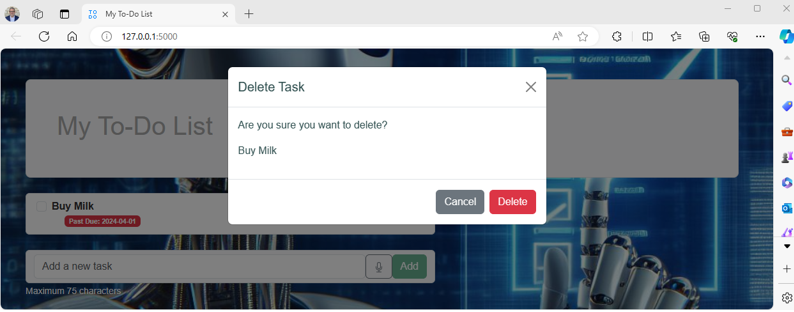 TO
DO
My To-Do List
127.0.0.1:5000
Delete Task
Are you sure you want to delete?
Buy Milk
Cancel
Delete
My To-Do List
Buy Milk
Past Due: 2024-04-01
Add a new task
Add
Maximum 75 characters